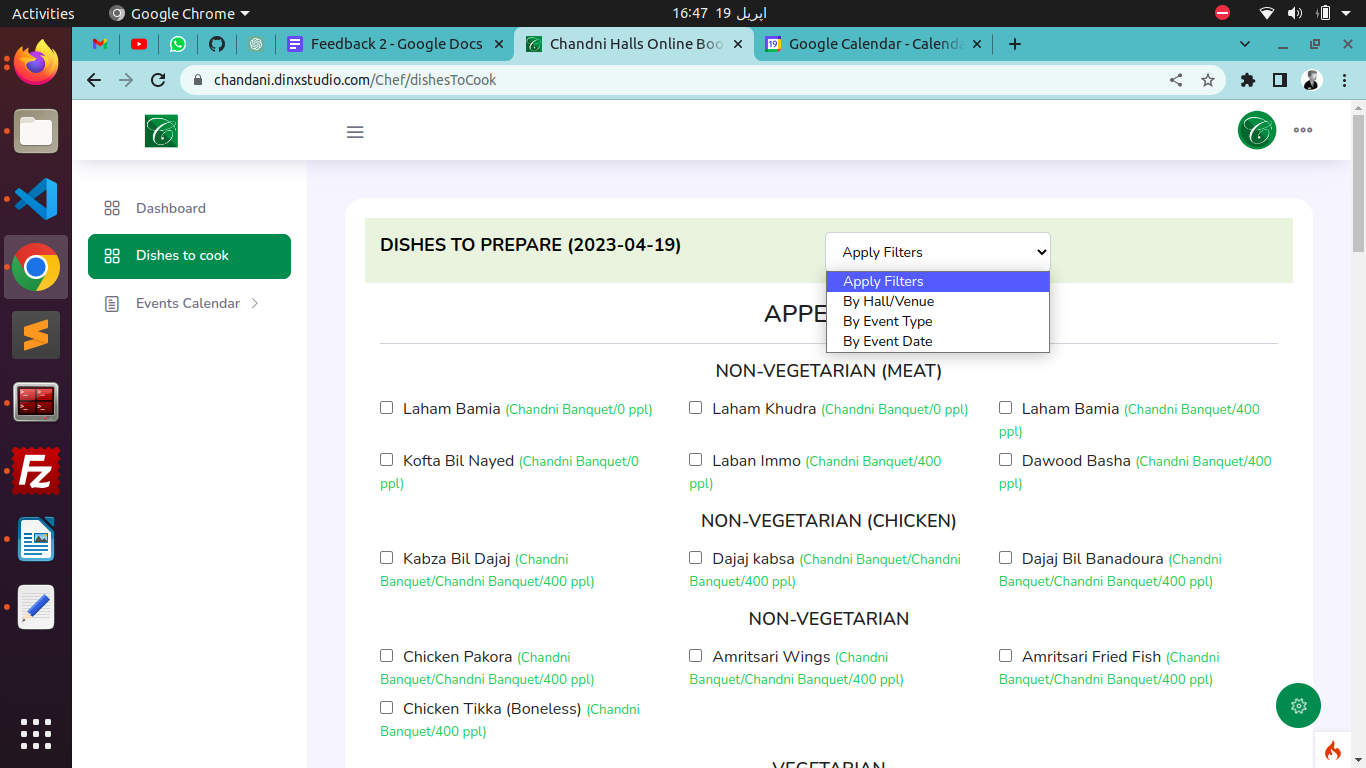 Activities
Google Chrome
16:47 19 اپریل
Feedback 2 - Google Docs
Chandni Halls Online Boo
Google Calendar - Calenda
chandani.dinxstudio.com/Chef/dishesToCook
Dashboard
Dishes to cook
Events Calendar
DISHES TO PREPARE (2023-04-19)
Apply Filters
Apply Filters
By Hall/Venue
By Event Type
By Event Date
APPE
NON-VEGETARIAN (MEAT)
Laham Bamia (Chandni Banquet/0 ppl)
Laham Khudra (Chandni Banquet/0 ppl)
Laham Bamia (Chandni Banquet/400
ppl)
Kofta Bil Nayed (Chandni Banquet/0
ppl)
Laban Immo (Chandni Banquet/400
ppl)
Dawood Basha (Chandni Banquet/400
ppl)
NON-VEGETARIAN (CHICKEN)
Kabza Bil Dajaj (Chandni
Banquet/Chandni Banquet/400 ppl)
Dajaj kabsa (Chandni Banquet/Chandni
Banquet/400 ppl)
Dajaj Bil Banadoura (Chandni
Banquet/Chandni Banquet/400 ppl)
NON-VEGETARIAN
Chicken Pakora (Chandni
Banquet/Chandni Banquet/400 ppl)
Amritsari Wings (Chandni
Banquet/Chandni Banquet/400 ppl)
Amritsari Fried Fish (Chandni
Banquet/Chandni Banquet/400 ppl)
Chicken Tikka (Boneless) (Chandni
Banquet/400 ppl)
VEGETARIAN